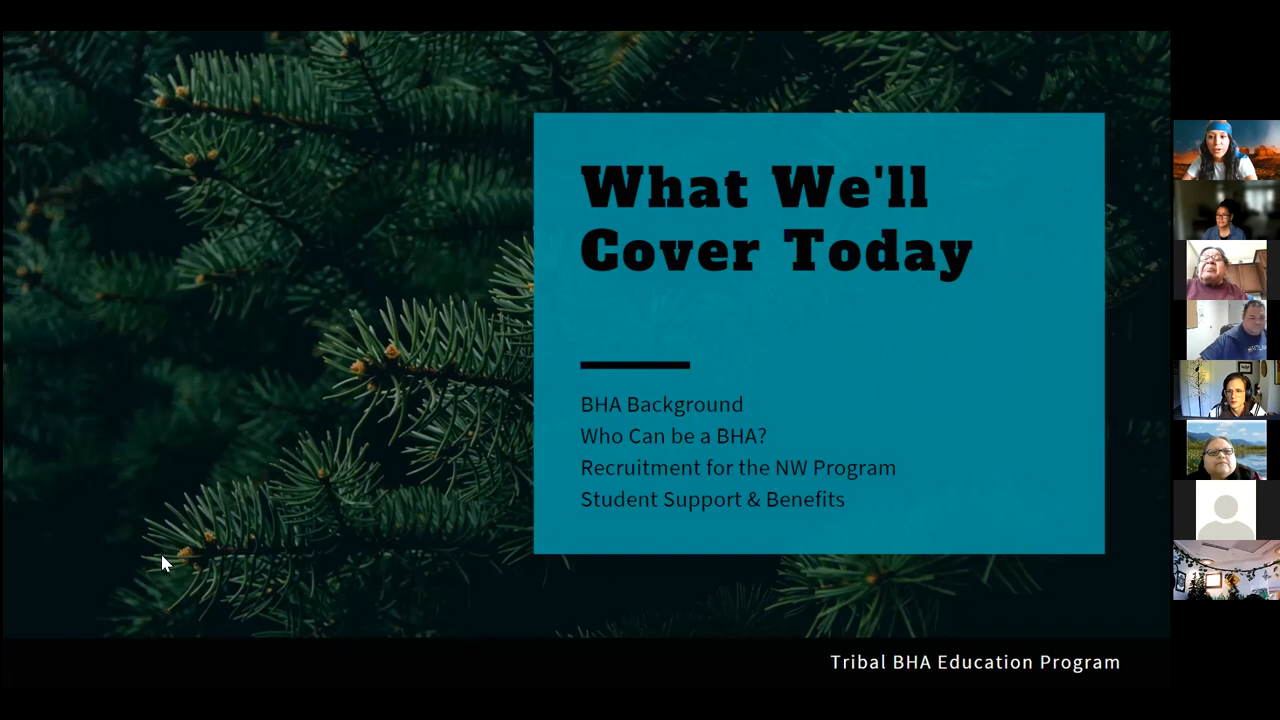 What We'll
Cover Today
BHA Background
Who Can be a BHA?
Recruitment for the NW Program
Student Support & Benefits
Tribal BHA Education Program